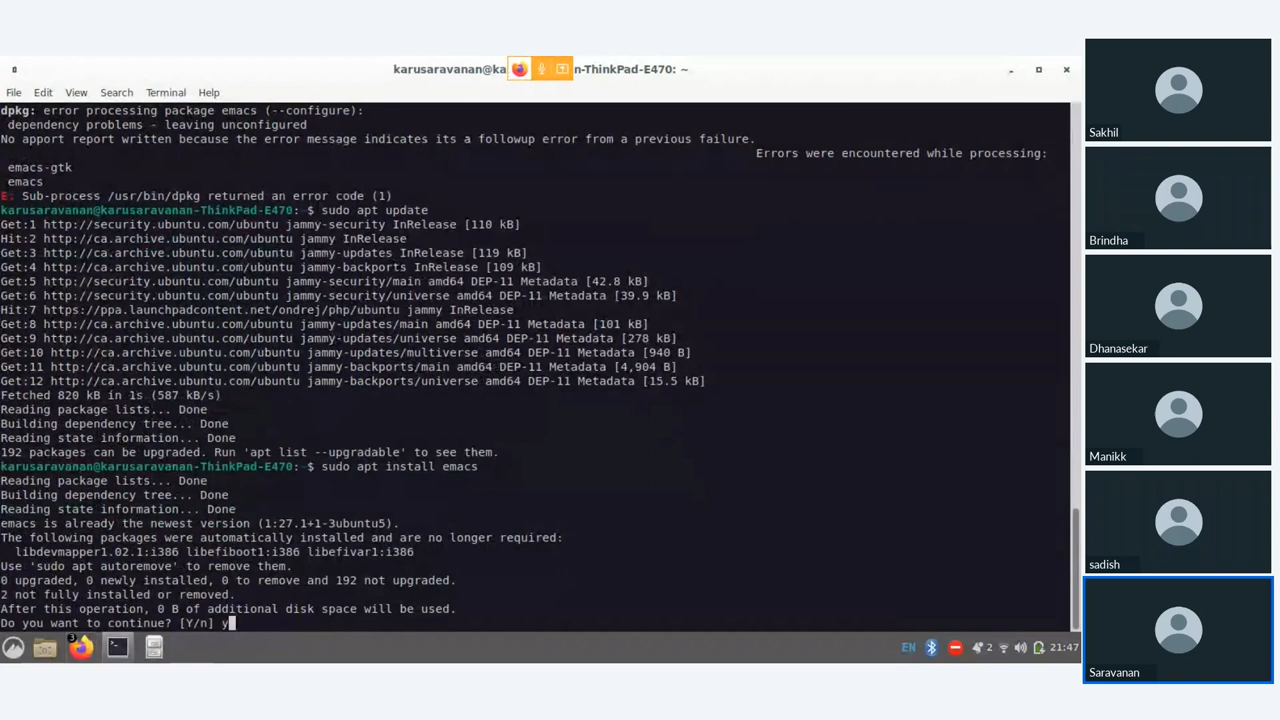 karusaravanan@ka n-ThinkPad-E470: ~
File Edit View Search Terminal Help
dpkg: error processing package emacs (--configure):
dependency problems - leaving unconfigured
No apport report written because the error message indicates its a followup error from a previous failure.
Errors were encountered while processing:
emacs-gtk
emacs
E: Sub-process /usr/bin/dpkg returned an error code (1)
karusaravanan@karusaravanan-ThinkPad-E470: ~ $ sudo apt update
Get:1 http://security.ubuntu.com/ubuntu jammy-security InRelease [110 kB]
Hit:2 http://ca.archive.ubuntu.com/ubuntu jammy InRelease
Get:3 http://ca.archive.ubuntu.com/ubuntu jammy-updates InRelease [119 kB]
Get:4 http://ca.archive.ubuntu.com/ubuntu jammy-backports InRelease [109 kB]
Get:5 http://security.ubuntu.com/ubuntu jammy-security/main amd64 DEP-11 Metadata [42.8 kB]
Get:6 http://security.ubuntu.com/ubuntu jammy-security/universe amd64 DEP-11 Metadata [39.9 kB]
Hit:7 https://ppa.launchpadcontent.net/ondrej/php/ubuntu jammy InRelease
Get:8 http://ca.archive.ubuntu.com/ubuntu jammy-updates/main amd64 DEP-11 Metadata [101 kB]
Get:9 http://ca.archive.ubuntu.com/ubuntu jammy-updates/universe amd64 DEP-11 Metadata [278 kB]
Get:10 http://ca.archive.ubuntu.com/ubuntu jammy-updates/multiverse amd64 DEP-11 Metadata [940 B]
Get:11 http://ca.archive.ubuntu.com/ubuntu jammy-backports/main amd64 DEP-11 Metadata [4,904 B]
Get:12 http://ca.archive.ubuntu.com/ubuntu jammy-backports/universe amd64 DEP-11 Metadata [15.5 kB]
Fetched 820 kB in 1s (587 kB/s)
Reading package lists... Done
Building dependency tree... Done
Reading state information... Done
192 packages can be upgraded. Run 'apt list --upgradable' to see them.
karusaravanan@karusaravanan-ThinkPad-E470: ~ $ sudo apt install emacs
Reading package lists... Done
Building dependency tree... Done
Reading state information... Done
emacs is already the newest version (1:27.1+1-3ubuntu5).
The following packages were automatically installed and are no longer required:
libdevmapper1.02.1:i386 libefiboot1:i386 libefivar1:i386
Use 'sudo apt autoremove' to remove them.
0 upgraded, 0 newly installed, 0 to remove and 192 not upgraded.
2 not fully installed or removed.
After this operation, 0 B of additional disk space will be used.
Do you want to continue? [Y/n] y
3
EN 2 21:47
Sakhil
Brindha
Dhanasekar
Manikk
sadish
Saravanan